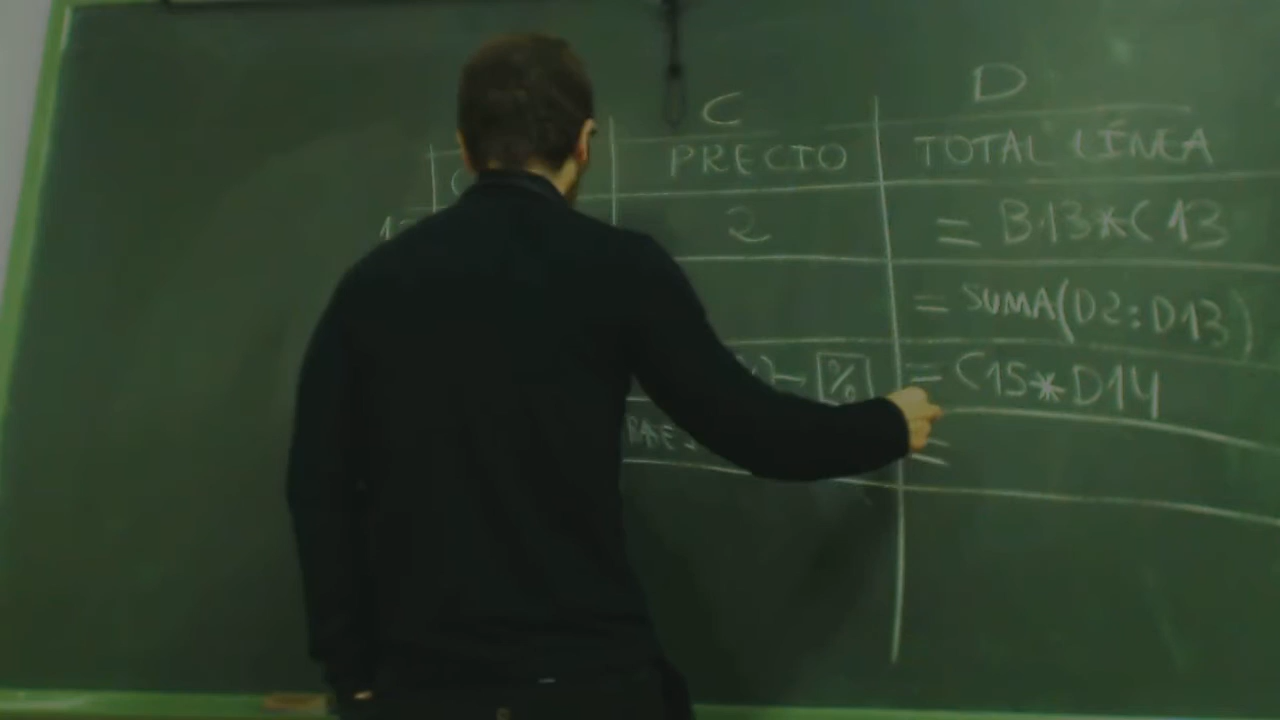 C D
PRECIO TOTAL LÍNEA
2 = B13*C13
= SUMA(D2:D13)
% = C15*D14
=